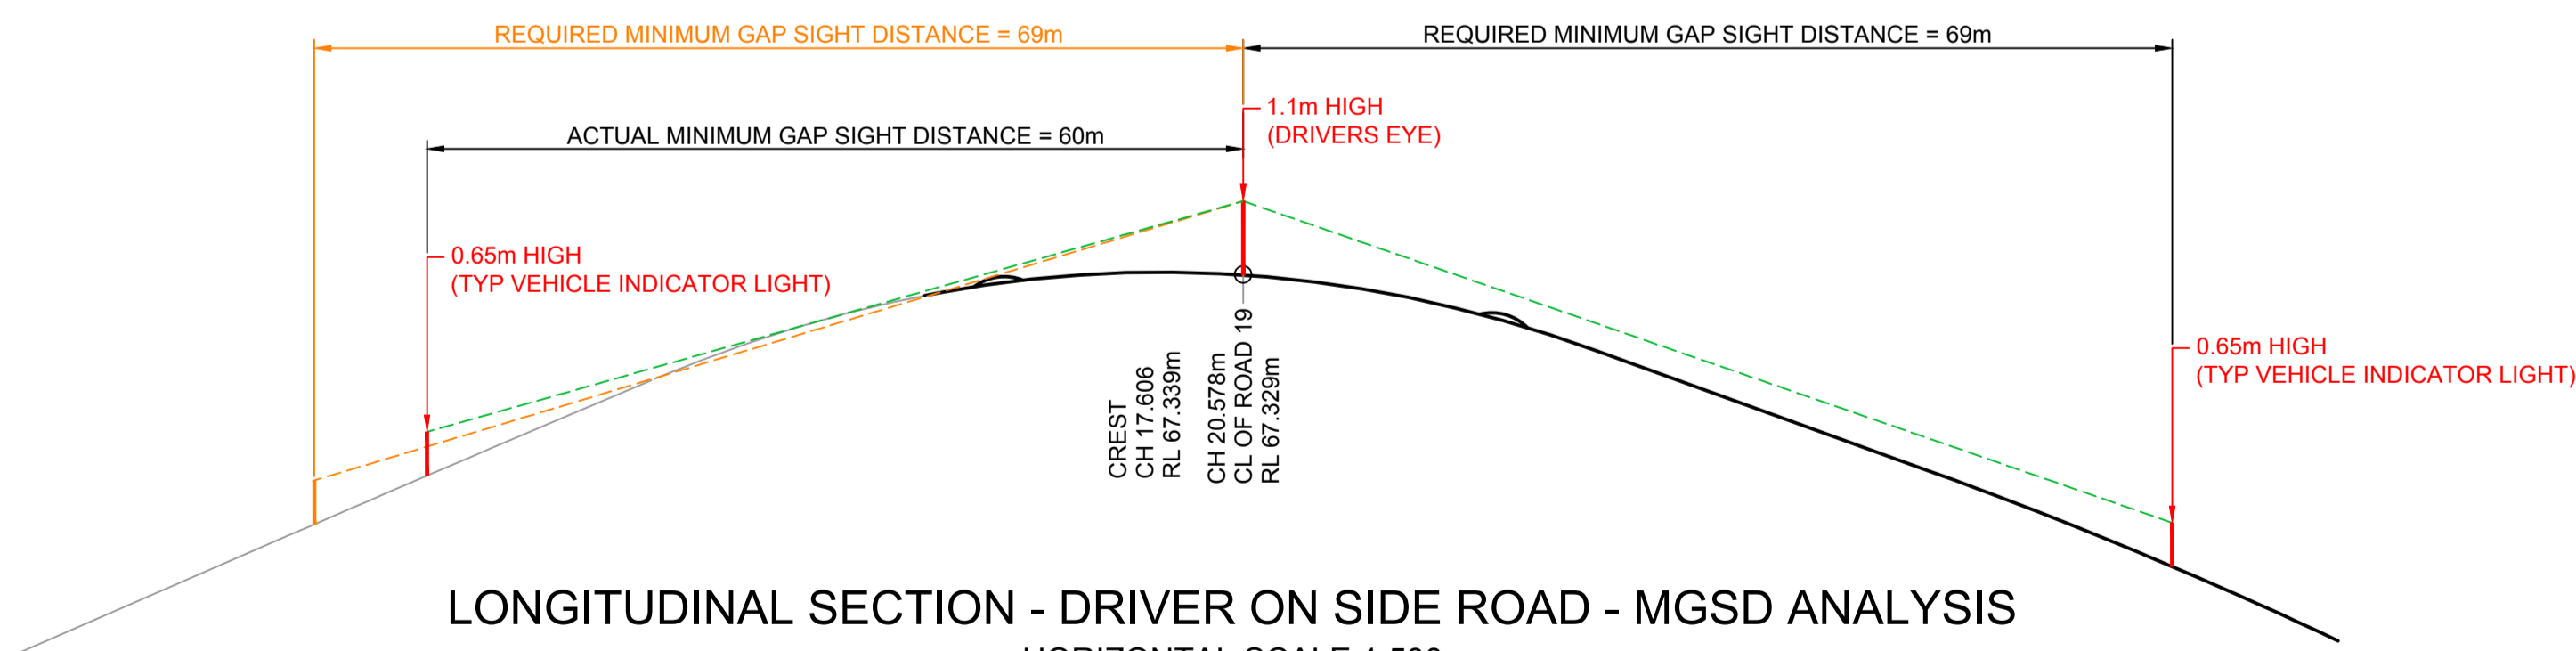 REQUIRED MINIMUM GAP SIGHT DISTANCE = 69m
REQUIRED MINIMUM GAP SIGHT DISTANCE = 69m
1.1m HIGH
(DRIVERS EYE)
ACTUAL MINIMUM GAP SIGHT DISTANCE = 60m
0.65m HIGH
(TYP VEHICLE INDICATOR LIGHT)
CREST
CH 17.606
RL 67.339m
CH 20.578m
CL OF ROAD 19
RL 67.329m
0.65m HIGH
(TYP VEHICLE INDICATOR LIGHT)
LONGITUDINAL SECTION - DRIVER ON SIDE ROAD - MGSD ANALYSIS
HORIZONTAL SCALE